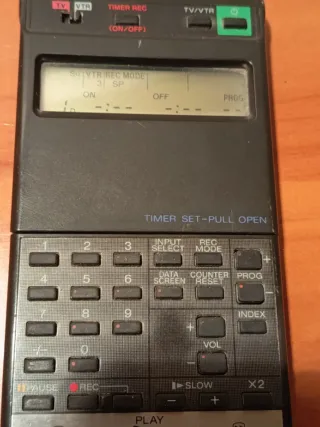 TV VTR
TIMER REC
(ON/OFF)
TV/VTR
VTR REC MODE
3 SP
ON OFF PROG
-:-- -:-- --
TIMER SET-PULL OPEN
1 2 3 INPUT SELECT REC MODE +
4 5 6 DATA SCREEN COUNTER RESET PROG -
7 8 9 + INDEX
-/-- 0 VOL -
PAUSE REC SLOW ×2
- +
PLAY